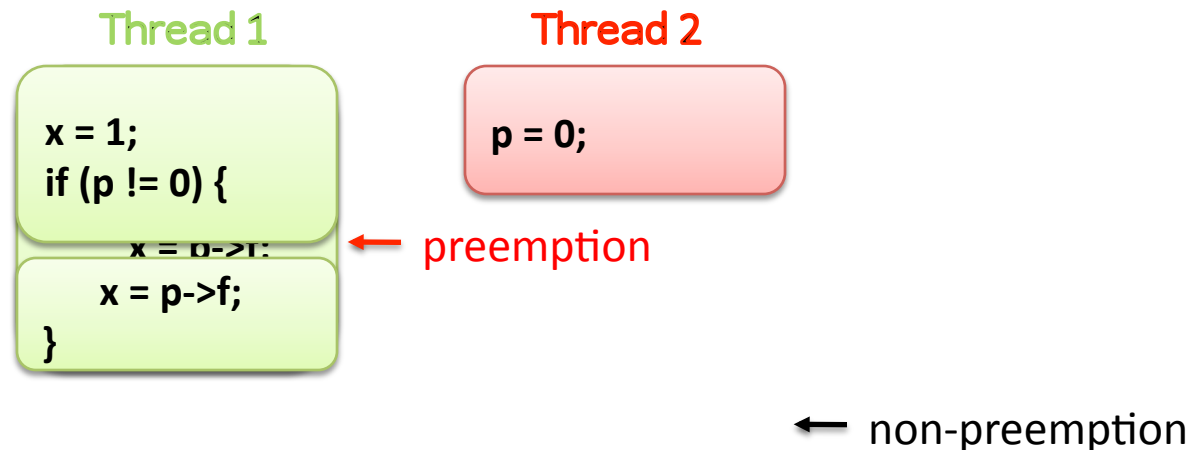 Thread 1
x = 1;
if (p != 0) {
x = p->f;
x = p->f;
}
Thread 2
p = 0;
preemption
non-preemption